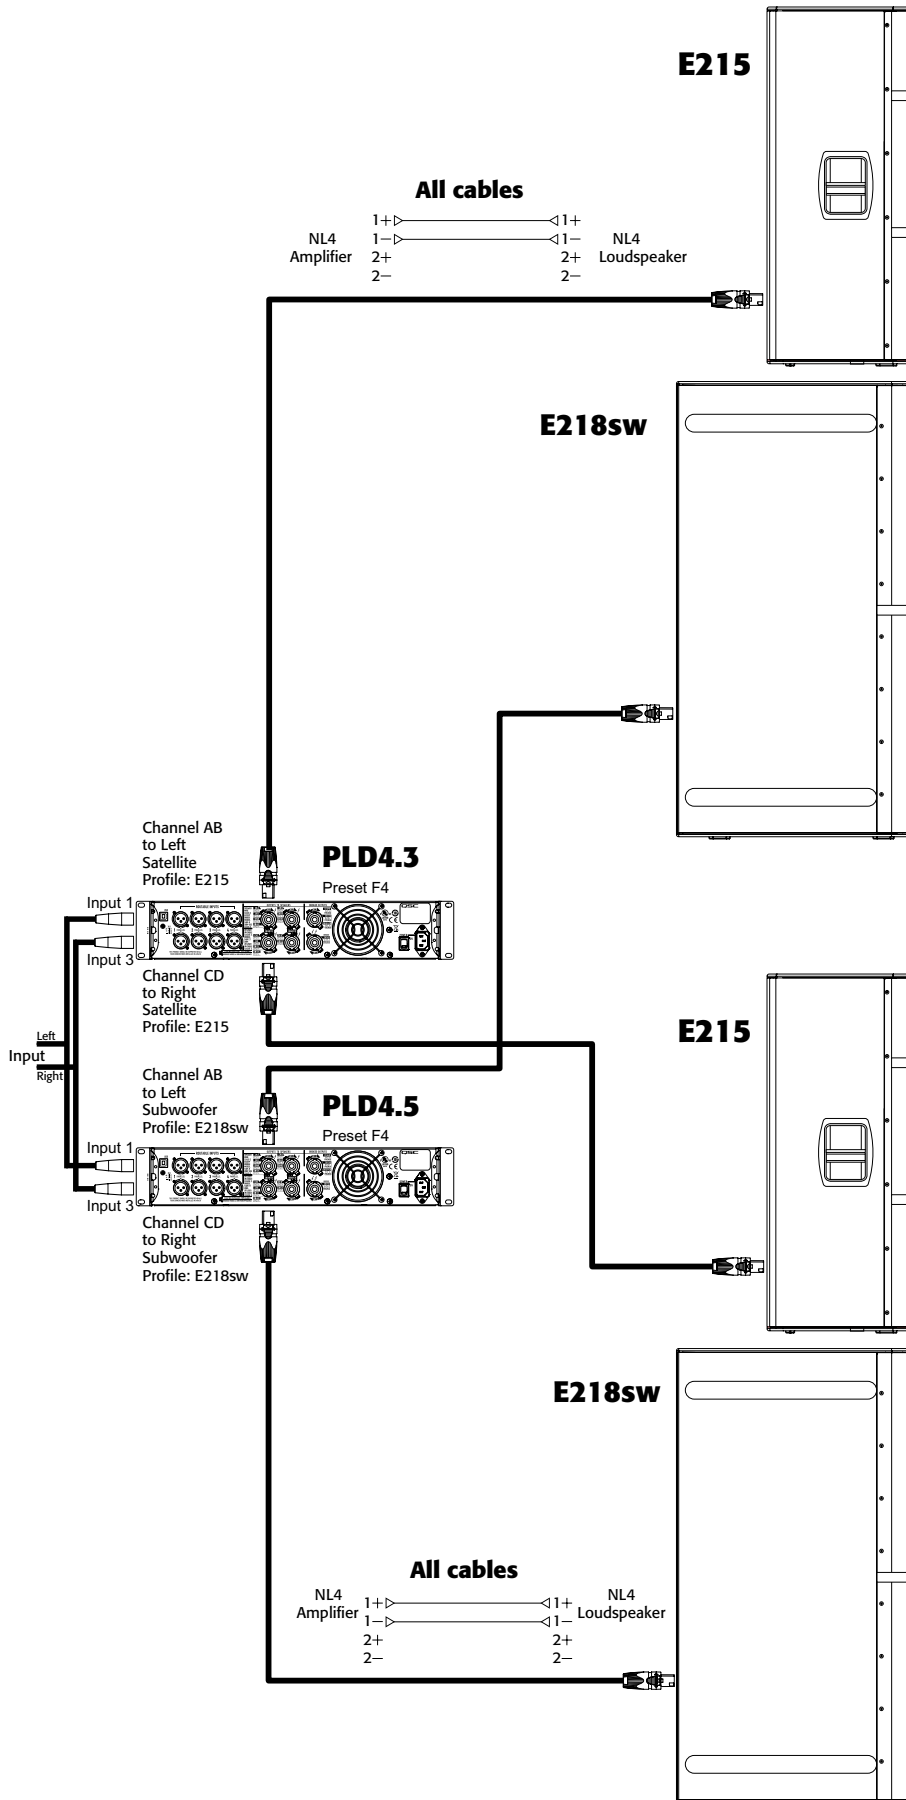 E215
All cables
NL4
Amplifier
1+
1−
2+
2−
1+
1−
2+
2−
NL4
Loudspeaker
E218sw
Channel AB
to Left
Satellite
Profile: E215
PLD4.3
Preset F4
Input 1
Input 3
QSC
Channel CD
to Right
Satellite
Profile: E215
E215
Left
Input
Right
Channel AB
to Left
Subwoofer
Profile: E218sw
PLD4.5
Preset F4
Input 1
Input 3
QSC
Channel CD
to Right
Subwoofer
Profile: E218sw
E218sw
All cables
NL4
Amplifier
1+
1−
2+
2−
1+
1−
2+
2−
NL4
Loudspeaker